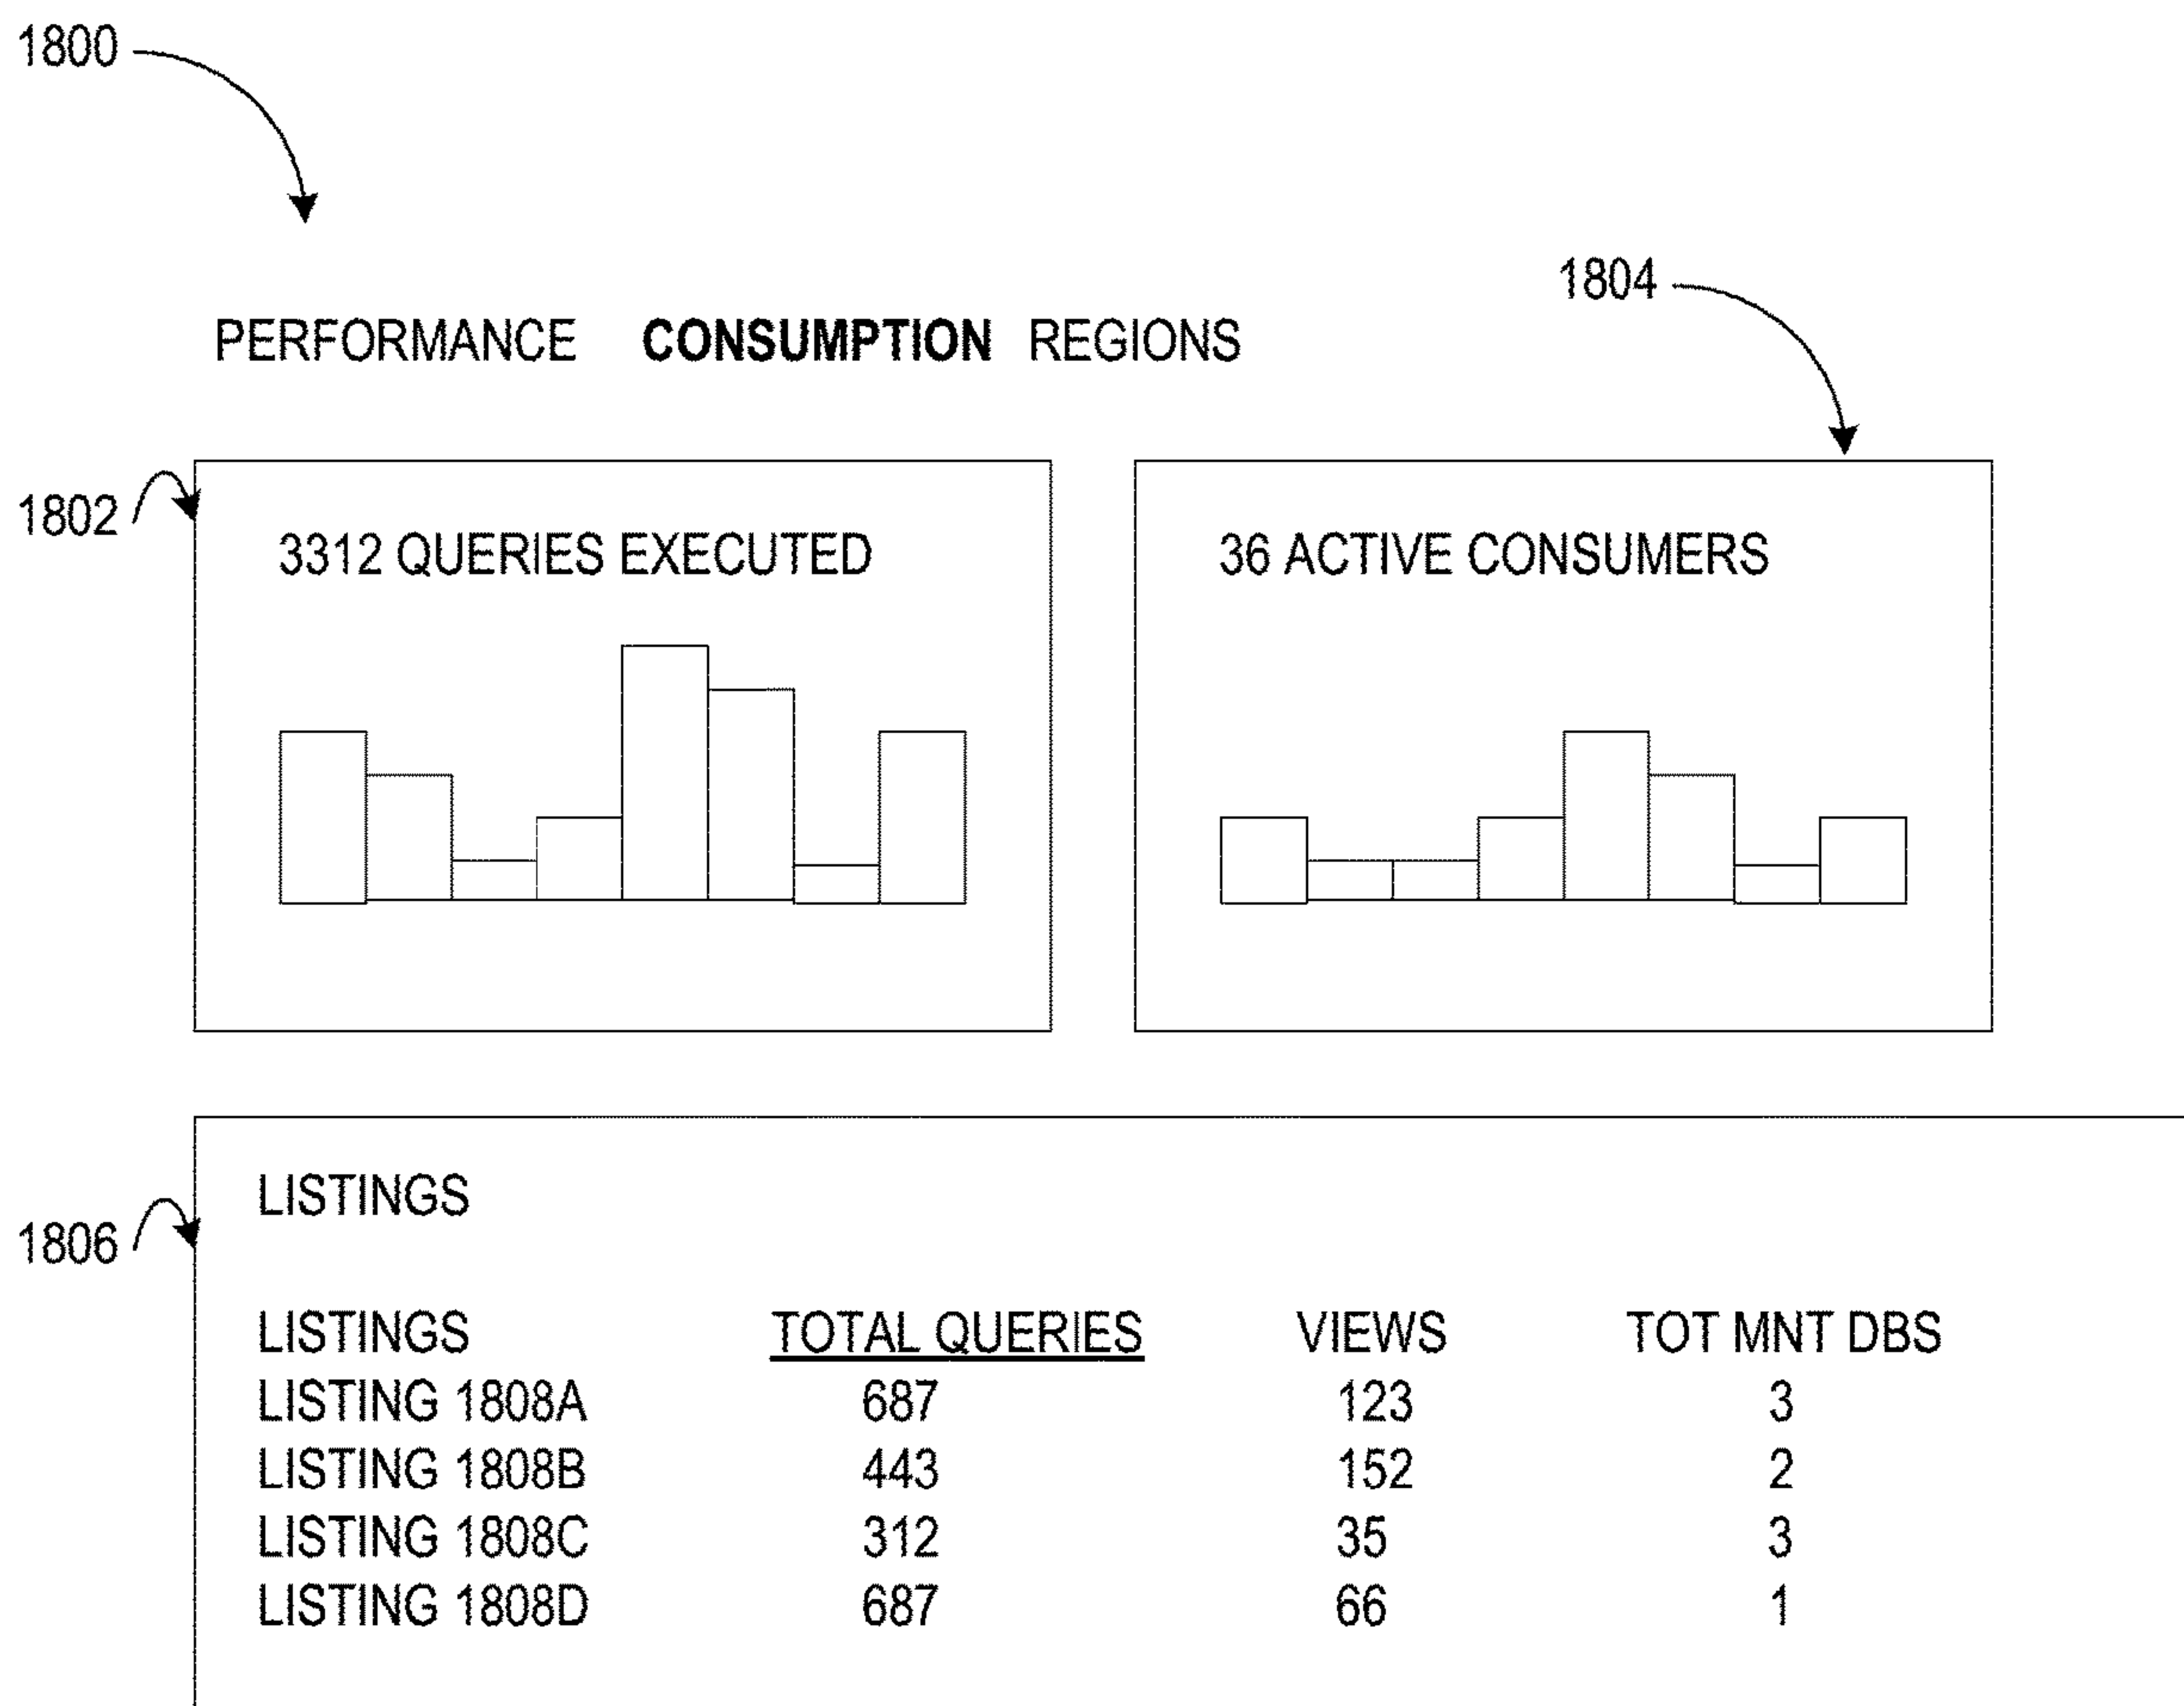 1800
1804
PERFORMANCE CONSUMPTION REGIONS
1802
3312 QUERIES EXECUTED
36 ACTIVE CONSUMERS
LISTINGS
1806
LISTINGS TOTAL QUERIES VIEWS TOT MNT DBS
LISTING 1808A 687 123 3
LISTING 1808B 443 152 2
LISTING 1808C 312 35 3
LISTING 1808D 687 66 1